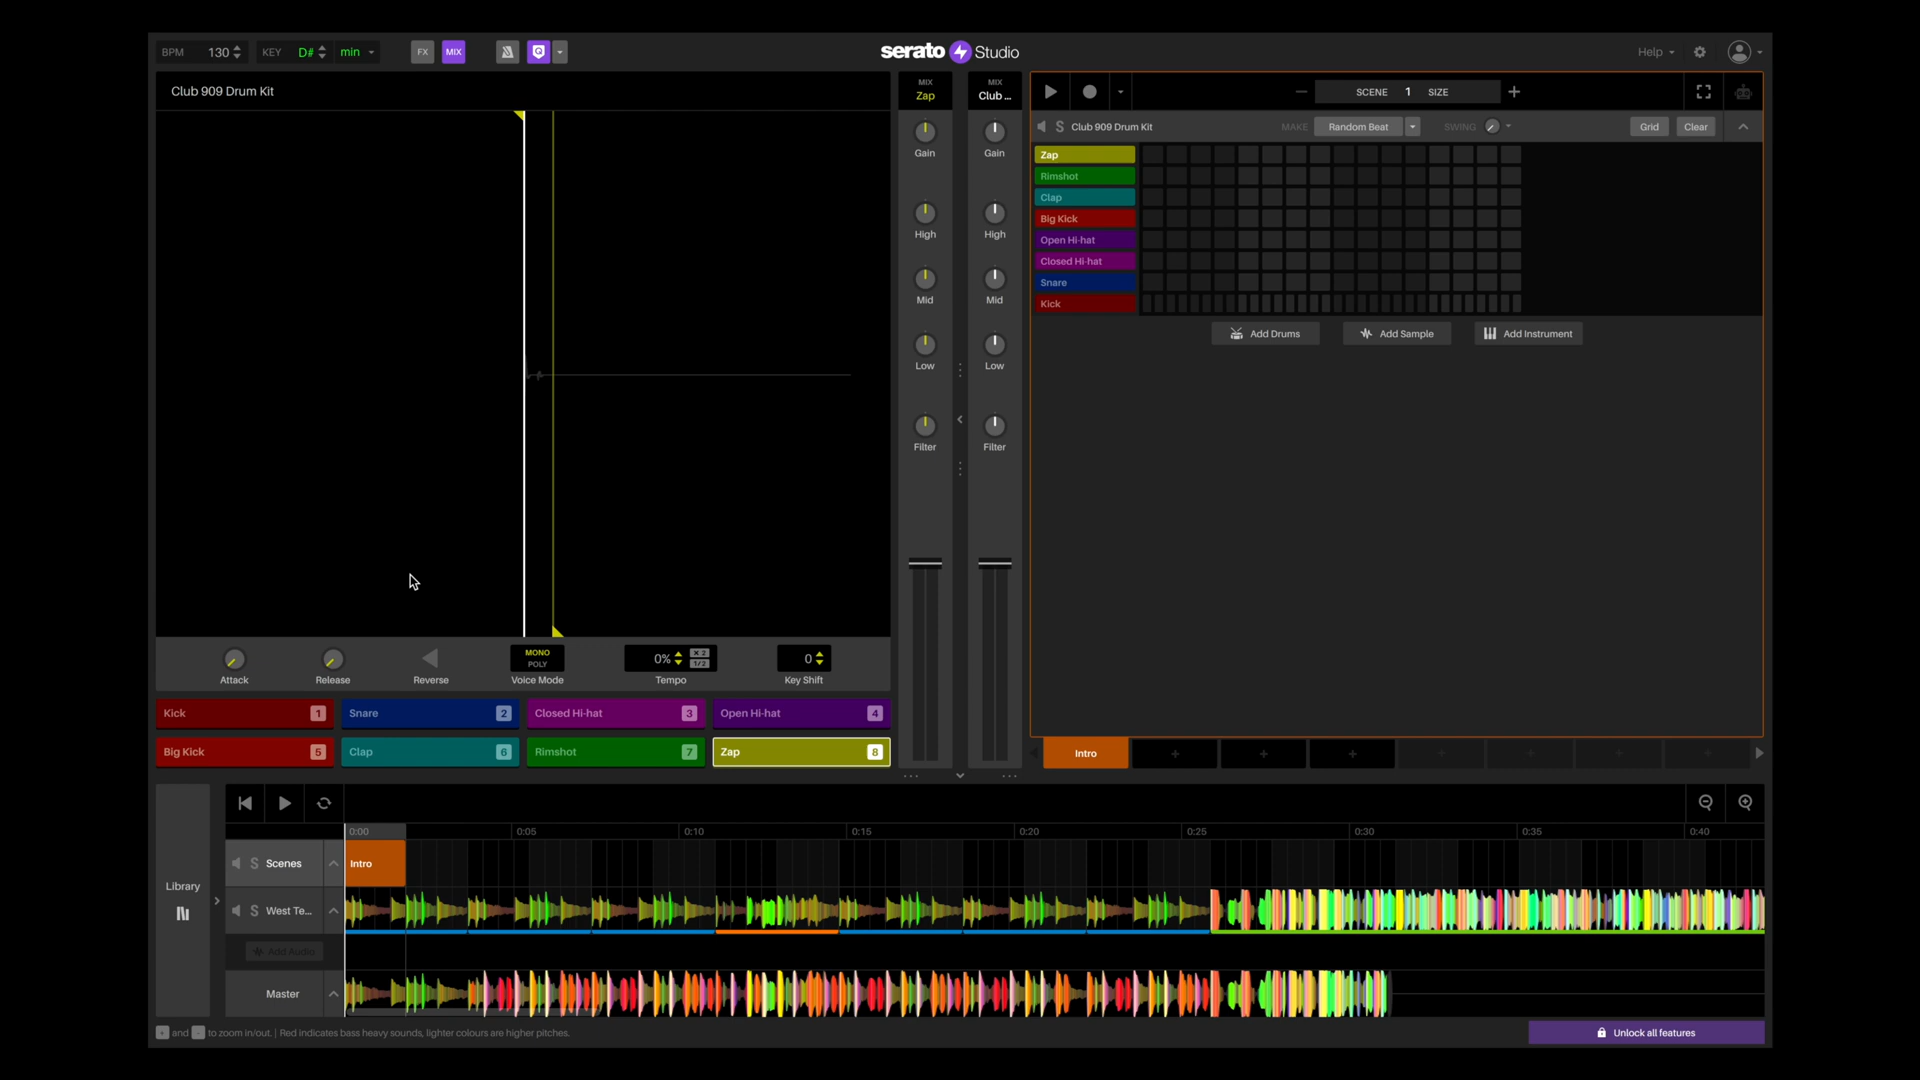 BPM 130 KEY D# min FX MIX serato Studio Help
Club 909 Drum Kit
MIX Zap
MIX Club ...
SCENE 1 SIZE
Club 909 Drum Kit MAKE Random Beat SWING Grid Clear
Gain Gain
High High
Mid Mid
Low Low
Filter Filter
Zap
Rimshot
Clap
Big Kick
Open Hi-hat
Closed Hi-hat
Snare
Kick
Add Drums Add Sample Add Instrument
MONO
POLY
0% x 2
1/2
0
Attack Release Reverse Voice Mode Tempo Key Shift
Kick 1 Snare 2 Closed Hi-hat 3 Open Hi-hat 4
Big Kick 5 Clap 6 Rimshot 7 Zap 8
Intro + + + + + + +
0:00 0:05 0:10 0:15 0:20 0:25 0:30 0:35 0:40
Library
S Scenes Intro
S West Te...
Add Audio
Master
+ and - to zoom in/out. | Red indicates bass heavy sounds, lighter colours are higher pitches.
Unlock all features